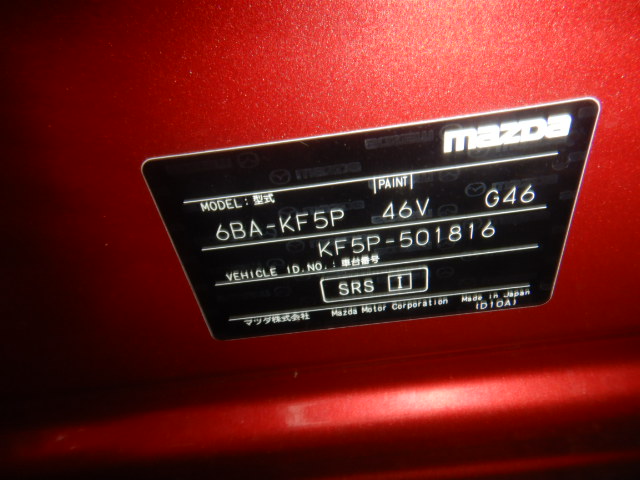 mazda
MODEL: 型式 PAINT
6BA-KF5P 46V G46
KF5P-501816
VEHICLE ID.NO.: 車台番号
SRS I
マツダ株式会社 Mazda Motor Corporation Made in Japan
(D10A)